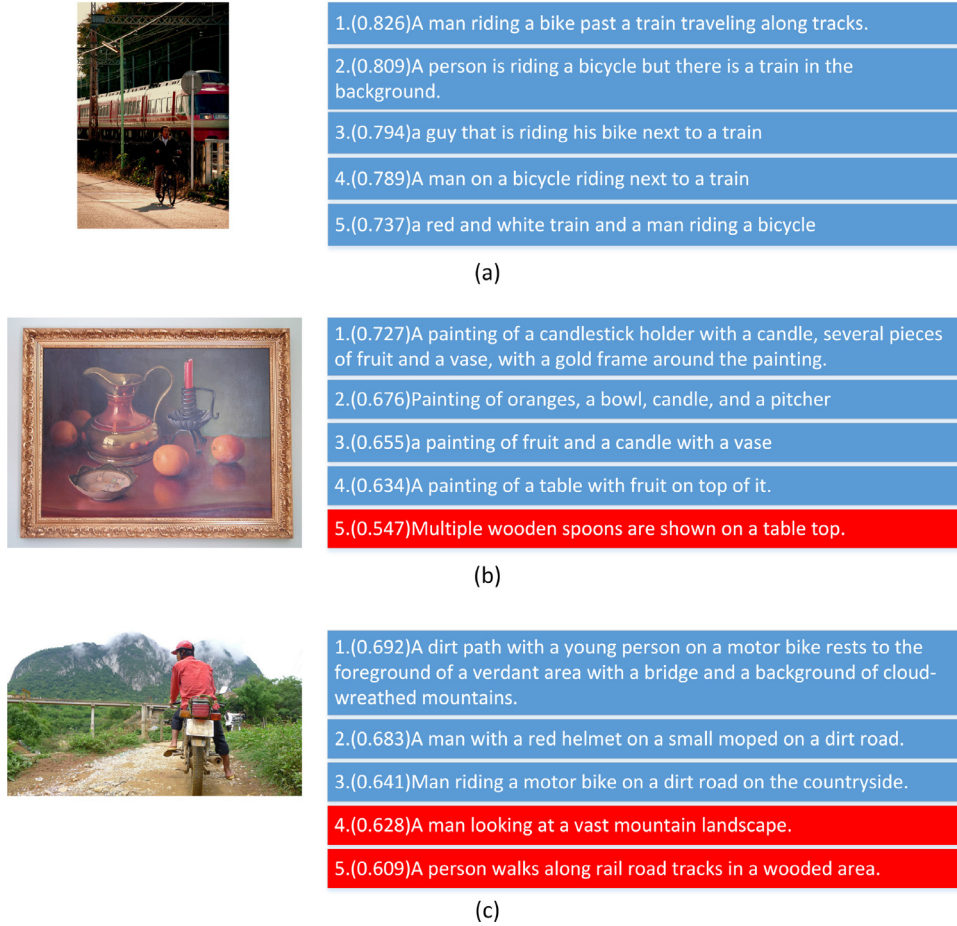 1.(0.826)A man riding a bike past a train traveling along tracks.
2.(0.809)A person is riding a bicycle but there is a train in the
background.
3.(0.794)a guy that is riding his bike next to a train
4.(0.789)A man on a bicycle riding next to a train
5.(0.737)a red and white train and a man riding a bicycle
(a)
1.(0.727)A painting of a candlestick holder with a candle, several pieces
of fruit and a vase, with a gold frame around the painting.
2.(0.676)Painting of oranges, a bowl, candle, and a pitcher
3.(0.655)a painting of fruit and a candle with a vase
4.(0.634)A painting of a table with fruit on top of it.
5.(0.547)Multiple wooden spoons are shown on a table top.
(b)
1.(0.692)A dirt path with a young person on a motor bike rests to the
foreground of a verdant area with a bridge and a background of cloud-
wreathed mountains.
2.(0.683)A man with a red helmet on a small moped on a dirt road.
3.(0.641)Man riding a motor bike on a dirt road on the countryside.
4.(0.628)A man looking at a vast mountain landscape.
5.(0.609)A person walks along rail road tracks in a wooded area.
(c)